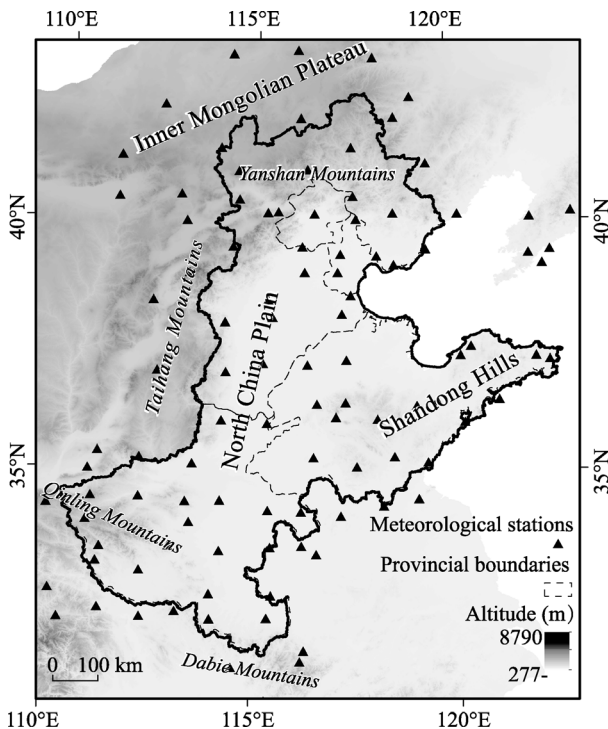 110°E 115°E 120°E
Inner Mongolian Plateau
Yanshan Mountains
40°N 40°N
Taihang Mountains
North China Plain
Shandong Hills
35°N 35°N
Qinling Mountains
Meteorological stations
Provincial boundaries
Altitude (m)
8790
277-
0 100 km
Dabie Mountains
110°E 115°E 120°E